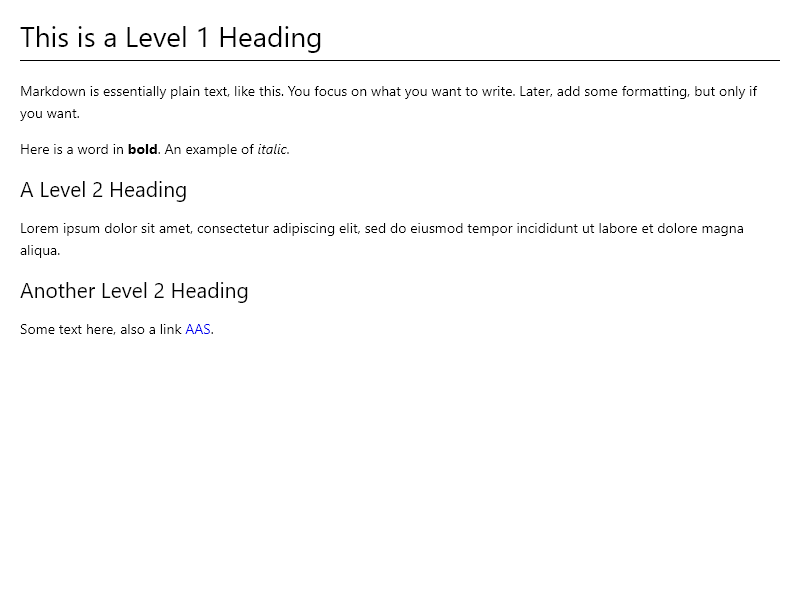 This is a Level 1 Heading
Markdown is essentially plain text, like this. You focus on what you want to write. Later, add some formatting, but only if
you want.
Here is a word in bold. An example of italic.
A Level 2 Heading
Lorem ipsum dolor sit amet, consectetur adipiscing elit, sed do eiusmod tempor incididunt ut labore et dolore magna
aliqua.
Another Level 2 Heading
Some text here, also a link AAS.